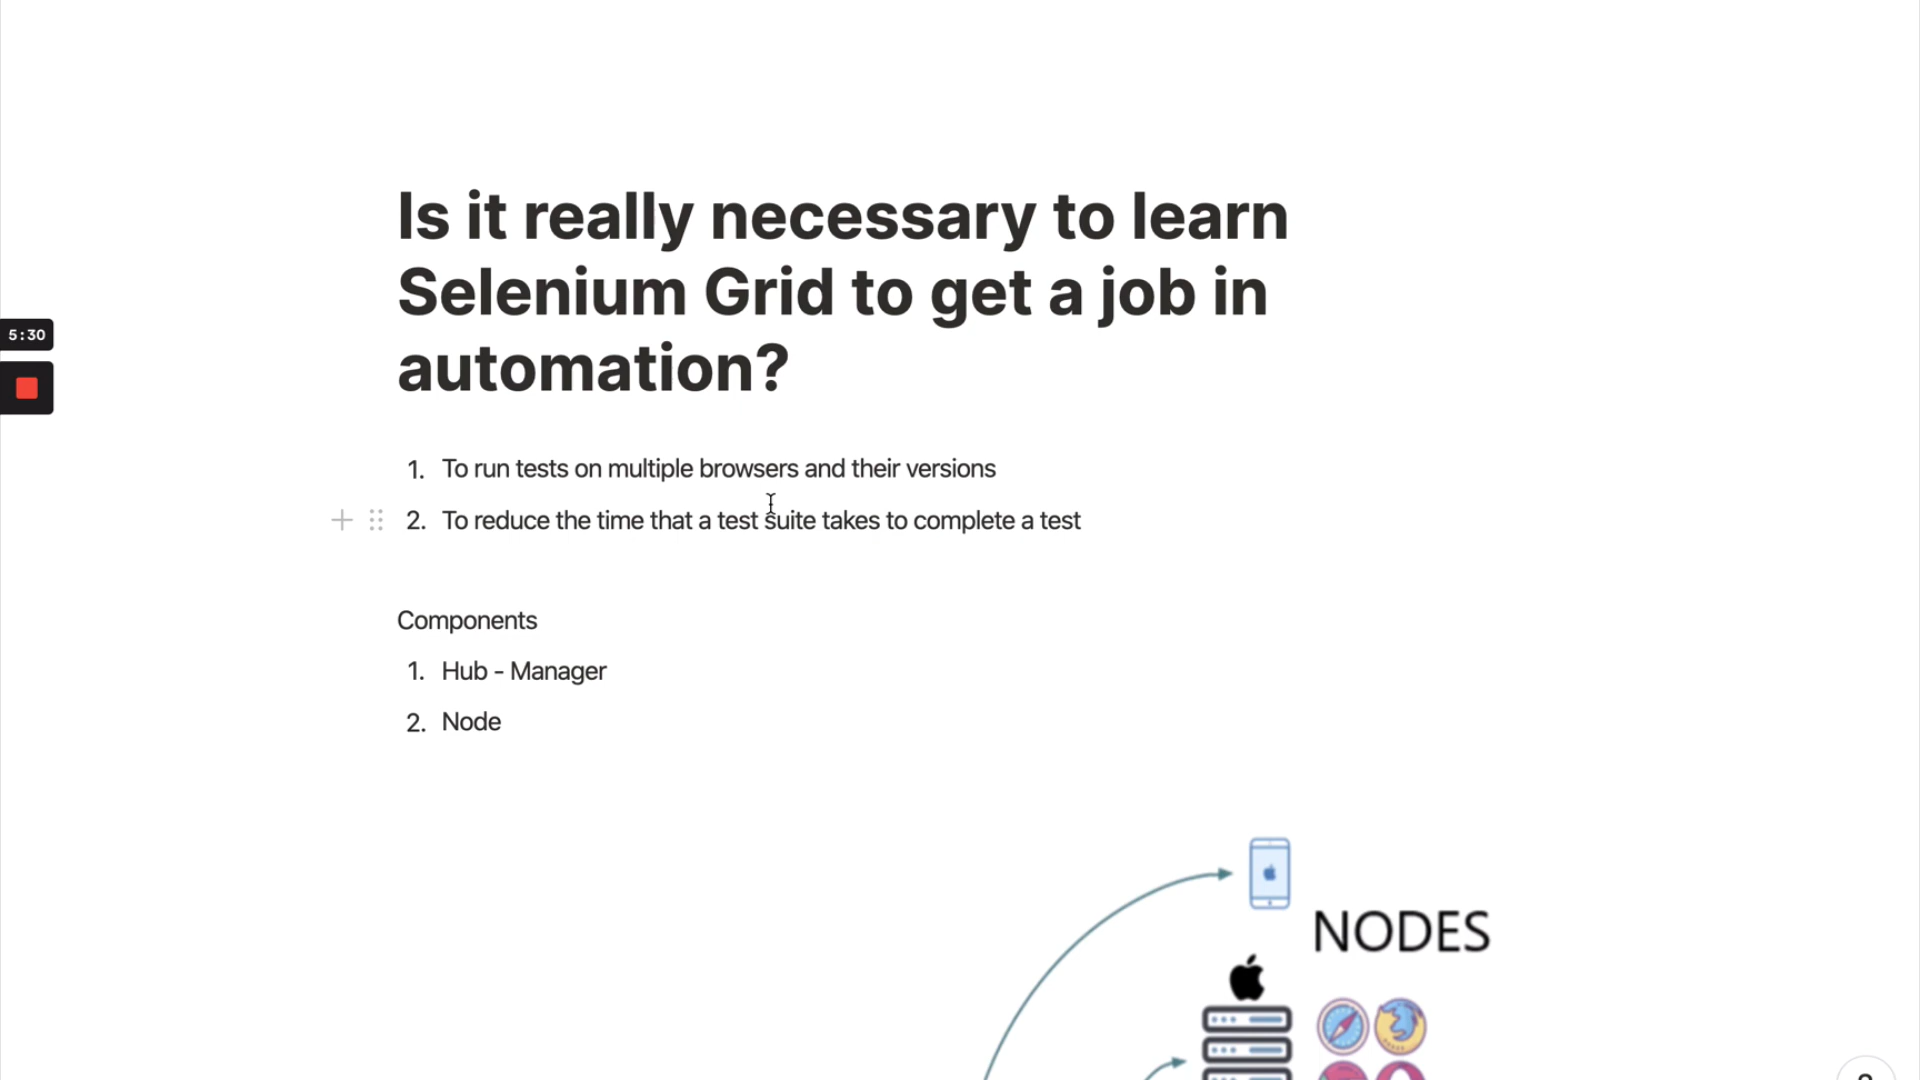 Is it really necessary to learn
Selenium Grid to get a job in
automation?
5:30
1. To run tests on multiple browsers and their versions
2. To reduce the time that a test suite takes to complete a test
Components
1. Hub - Manager
2. Node
NODES